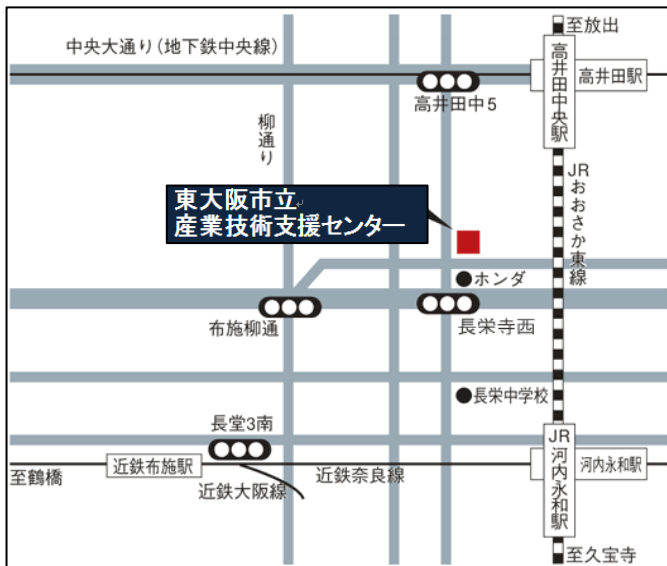 至放出
中央大通り(地下鉄中央線)
高井田中央駅
高井田駅
高井田中5
柳通り
JRおおさか東線
東大阪市立
産業技術支援センター
ホンダ
布施柳通
長栄寺西
長栄中学校
長堂3南
JR河内永和駅
河内永和駅
近鉄布施駅
至鶴橋
近鉄大阪線
近鉄奈良線
至久宝寺